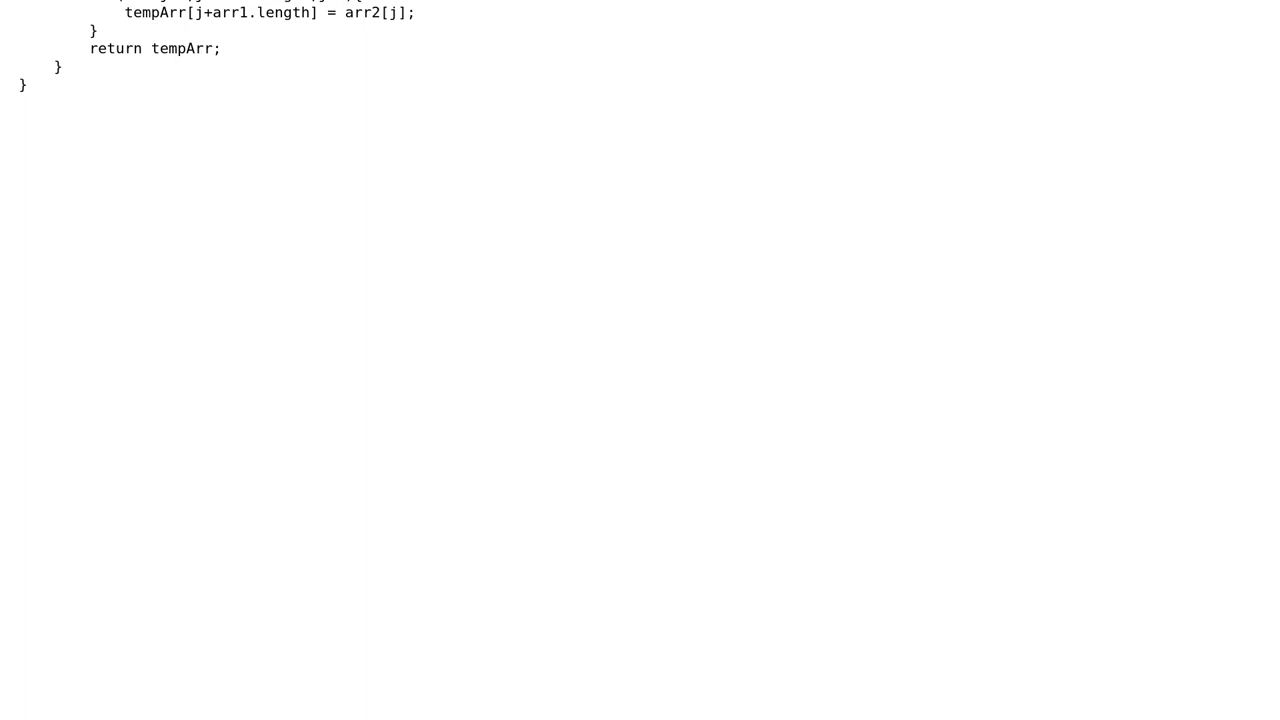 tempArr[j+arr1.length] = arr2[j];
}
return tempArr;
}
}